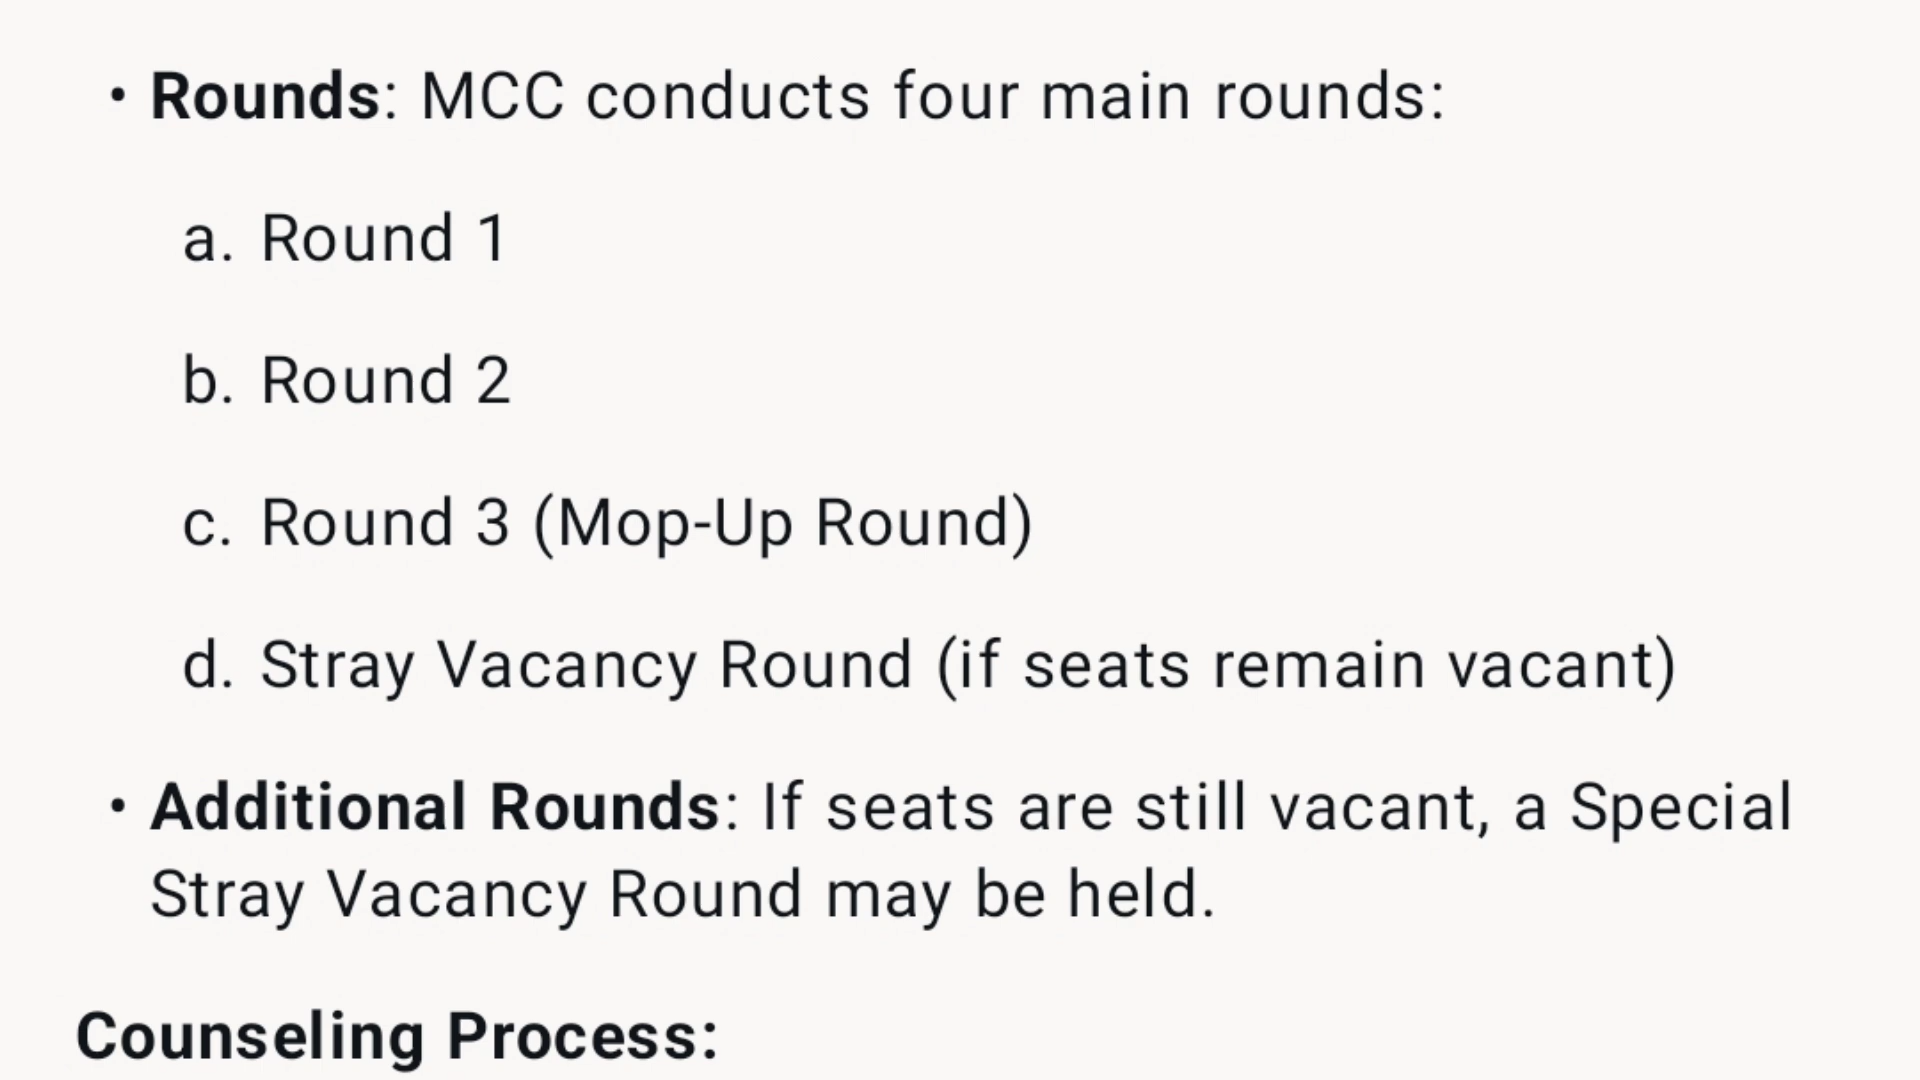 • Rounds: MCC conducts four main rounds:
a. Round 1
b. Round 2
c. Round 3 (Mop-Up Round)
d. Stray Vacancy Round (if seats remain vacant)
• Additional Rounds: If seats are still vacant, a Special
Stray Vacancy Round may be held.
Counseling Process: